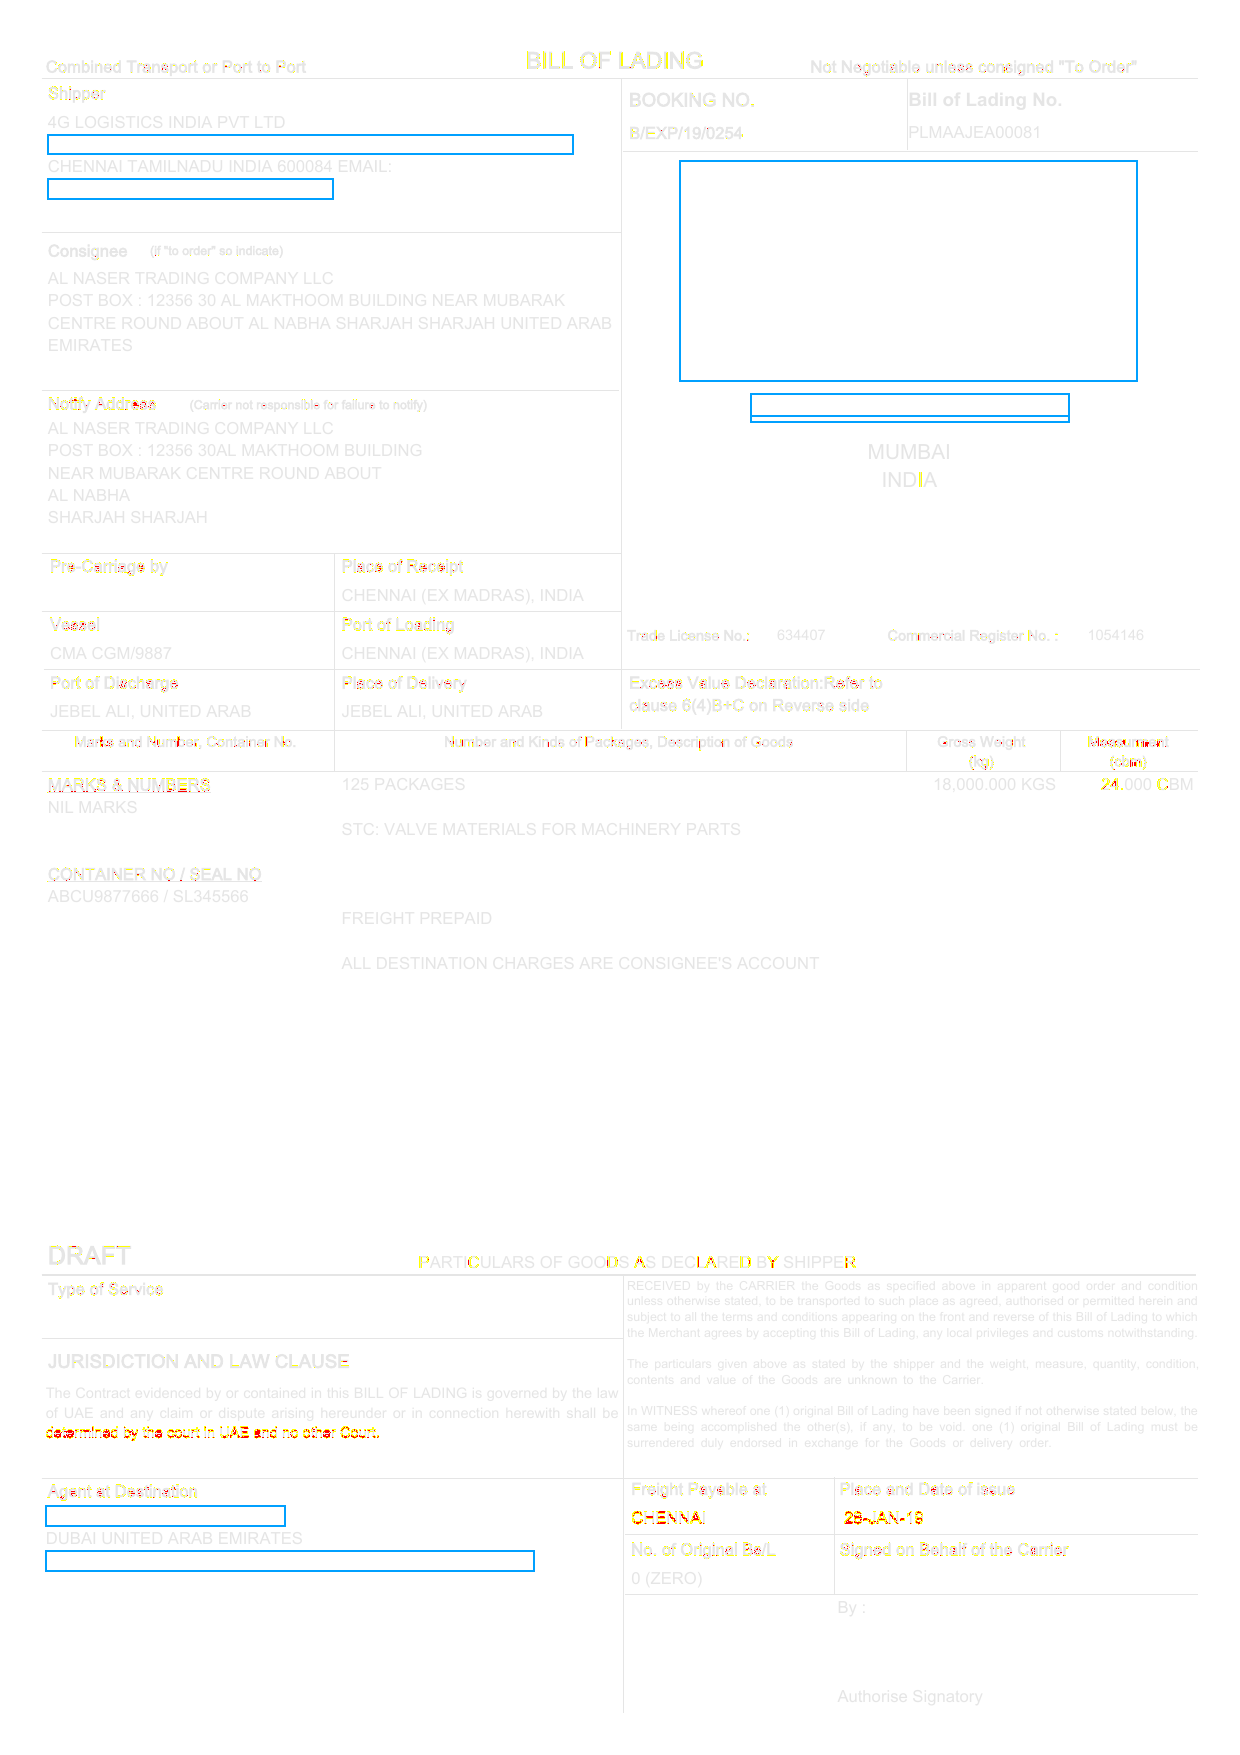 Combined Transport or Port to Port
BILL OF LADING
Not Negotiable unless consigned "To Order"
Shipper
4G LOGISTICS INDIA PVT LTD
CHENNAI TAMILNADU INDIA 600084 EMAIL:
BOOKING NO.
B/EXP/19/0254
Bill of Lading No.
PLMAAJEA00081
Consignee (if "to order" so indicate)
AL NASER TRADING COMPANY LLC
POST BOX : 12356 30 AL MAKTHOOM BUILDING NEAR MUBARAK
CENTRE ROUND ABOUT AL NABHA SHARJAH SHARJAH UNITED ARAB
EMIRATES
Notify Address (Carrier not responsible for failure to notify)
AL NASER TRADING COMPANY LLC
POST BOX : 12356 30AL MAKTHOOM BUILDING
NEAR MUBARAK CENTRE ROUND ABOUT
AL NABHA
SHARJAH SHARJAH
MUMBAI
INDIA
Pre-Carriage by
Place of Receipt
CHENNAI (EX MADRAS), INDIA
Vessel
CMA CGM/9887
Port of Loading
CHENNAI (EX MADRAS), INDIA
Trade License No.: 634407
Commercial Register No. : 1054146
Port of Discharge
JEBEL ALI, UNITED ARAB
Place of Delivery
JEBEL ALI, UNITED ARAB
Excess Value Declaration:Refer to
clause 6(4)B+C on Reverse side
Marks and Number, Container No.
Number and Kinds of Packages, Description of Goods
Gross Weight
(kg)
Measurment
(cbm)
MARKS & NUMBERS
NIL MARKS
125 PACKAGES
18,000.000 KGS
24.000 CBM
STC: VALVE MATERIALS FOR MACHINERY PARTS
CONTAINER NO / SEAL NO
ABCU9877666 / SL345566
FREIGHT PREPAID
ALL DESTINATION CHARGES ARE CONSIGNEE'S ACCOUNT
DRAFT
PARTICULARS OF GOODS AS DECLARED BY SHIPPER
Type of Service
JURISDICTION AND LAW CLAUSE
The Contract evidenced by or contained in this BILL OF LADING is governed by the law
of UAE and any claim or dispute arising hereunder or in connection herewith shall be
determined by the court in UAE and no other Court.
RECEIVED by the CARRIER the Goods as specified above in apparent good order and condition
unless otherwise stated, to be transported to such place as agreed, authorised or permitted herein and
subject to all the terms and conditions appearing on the front and reverse of this Bill of Lading to which
the Merchant agrees by accepting this Bill of Lading, any local privileges and customs notwithstanding.
The particulars given above as stated by the shipper and the weight, measure, quantity, condition,
contents and value of the Goods are unknown to the Carrier.
In WITNESS whereof one (1) original Bill of Lading have been signed if not otherwise stated below, the
same being accomplished the other(s), if any, to be void. one (1) original Bill of Lading must be
surrendered duly endorsed in exchange for the Goods or delivery order.
Agent at Destination
DUBAI UNITED ARAB EMIRATES
Freight Payable at
CHENNAI
Place and Date of issue
28-JAN-19
No. of Original Bs/L
0 (ZERO)
Signed on Behalf of the Carrier
By :
Authorise Signatory